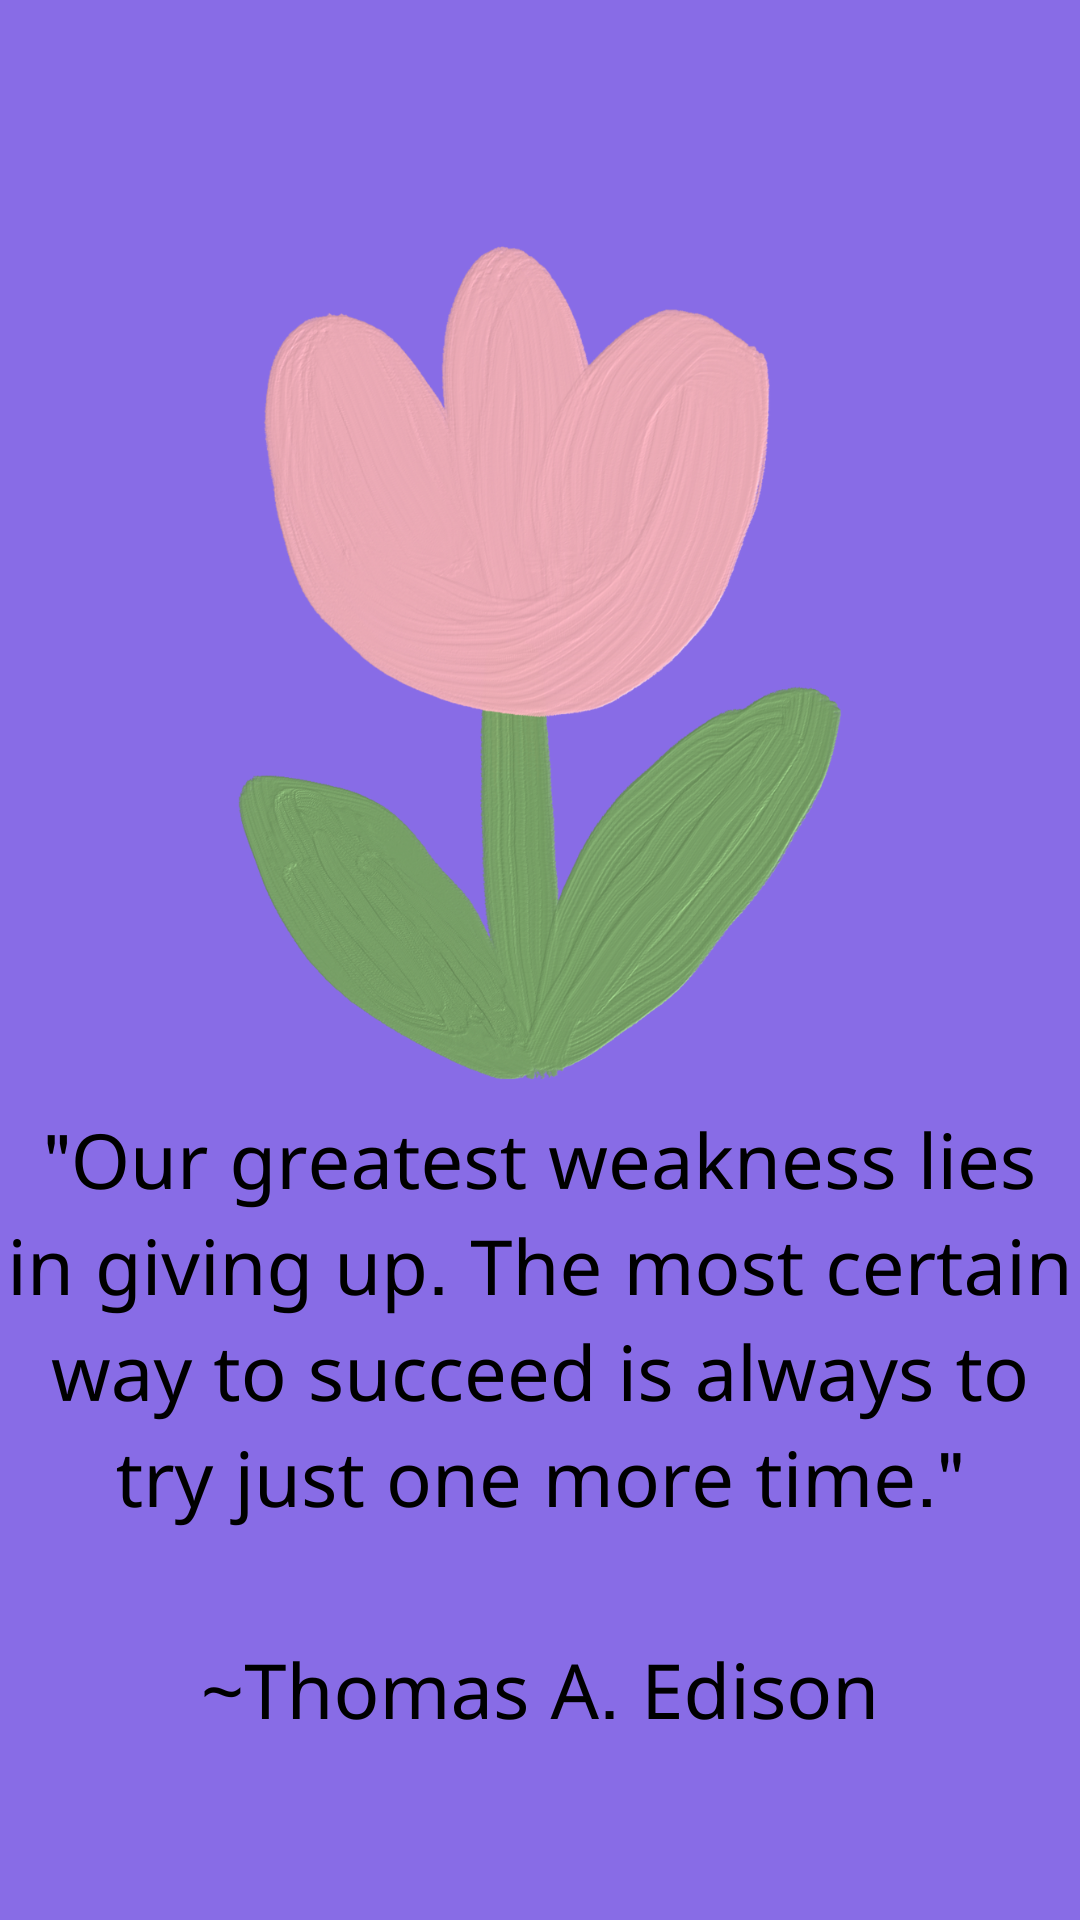 "Our greatest weakness lies
in giving up. The most certain
way to succeed is always to
try just one more time."
~Thomas A. Edison